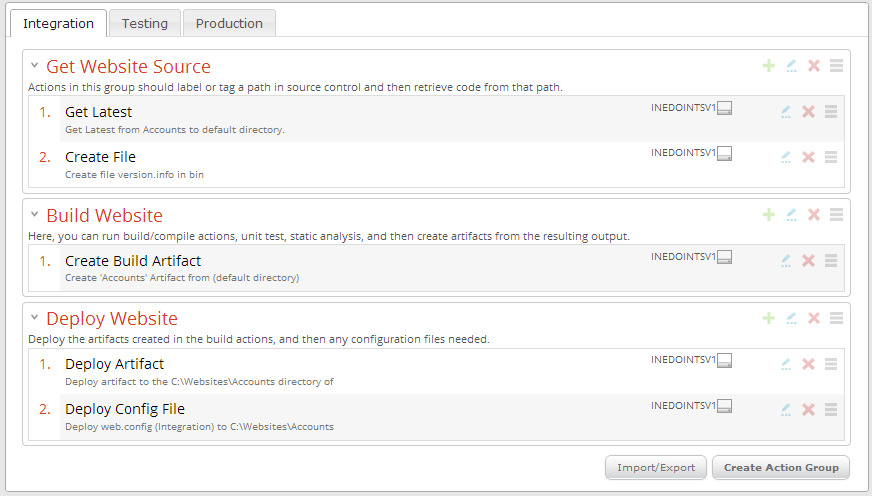 Integration Testing Production
Get Website Source
Actions in this group should label or tag a path in source control and then retrieve code from that path.
1. Get Latest INEDOINTSV1
Get Latest from Accounts to default directory.
2. Create File INEDOINTSV1
Create file version.info in bin
Build Website
Here, you can run build/compile actions, unit test, static analysis, and then create artifacts from the resulting output.
1. Create Build Artifact INEDOINTSV1
Create 'Accounts' Artifact from (default directory)
Deploy Website
Deploy the artifacts created in the build actions, and then any configuration files needed.
1. Deploy Artifact INEDOINTSV1
Deploy artifact to the C:\Websites\Accounts directory of
2. Deploy Config File INEDOINTSV1
Deploy web.config (Integration) to C:\Websites\Accounts
Import/Export Create Action Group